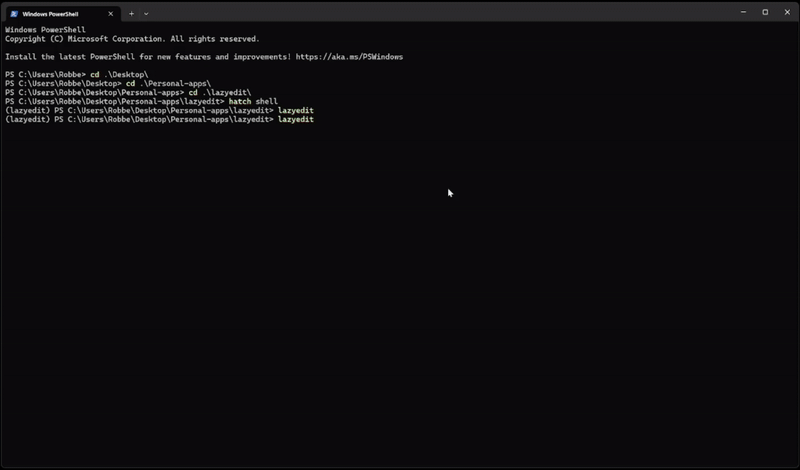 Windows PowerShell
Windows PowerShell
Copyright (C) Microsoft Corporation. All rights reserved.
Install the latest PowerShell for new features and improvements! https://aka.ms/PSWindows
PS C:\Users\Robbe> cd .\Desktop\
PS C:\Users\Robbe\Desktop> cd .\Personal-apps\
PS C:\Users\Robbe\Desktop\Personal-apps> cd .\lazyedit\
PS C:\Users\Robbe\Desktop\Personal-apps\lazyedit> hatch shell
(lazyedit) PS C:\Users\Robbe\Desktop\Personal-apps\lazyedit> lazyedit
(lazyedit) PS C:\Users\Robbe\Desktop\Personal-apps\lazyedit> lazyedit